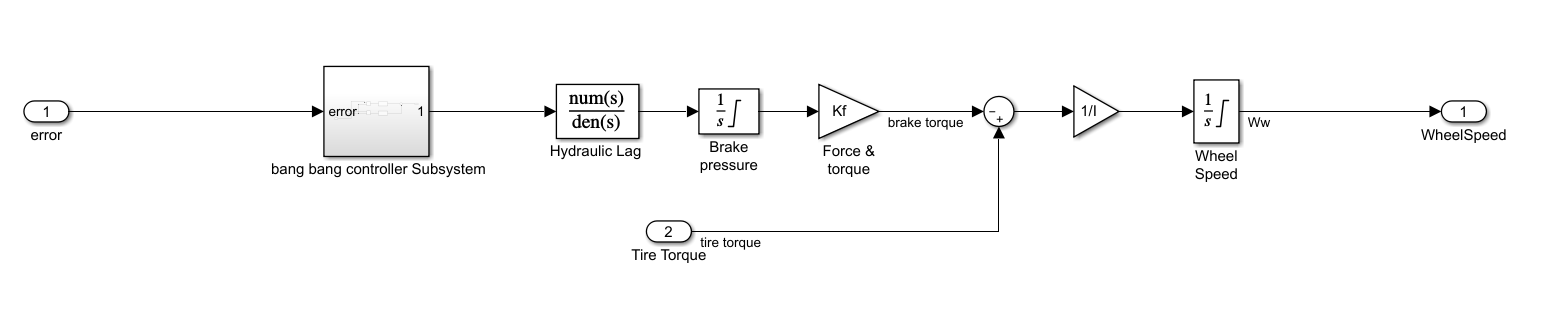 1
error
error
1
bang bang controller Subsystem
num(s)
den(s)
Hydraulic Lag
1
s
Brake
pressure
Kf
Force &
torque
brake torque
−
+
1/I
1
s
Wheel
Speed
Ww
1
WheelSpeed
2
Tire Torque
tire torque